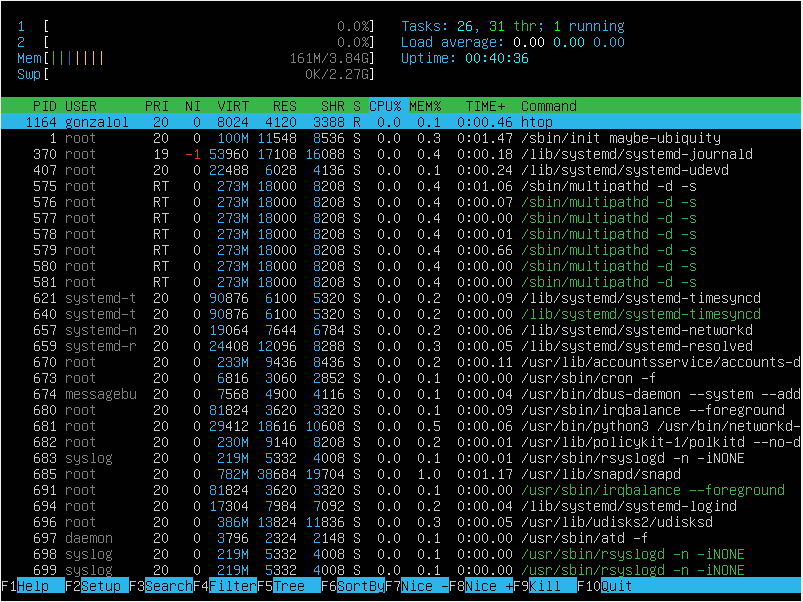 1  [                                    0.0%]   Tasks: 26, 31 thr; 1 running
2  [                                    0.0%]   Load average: 0.00 0.00 0.00
Mem[|||||||                       161M/3.84G]   Uptime: 00:40:36
Swp[                                0K/2.27G]
PID USER PRI NI VIRT RES SHR S CPU% MEM% TIME+ Command
1164 gonzalol 20 0 8024 4120 3388 R 0.0 0.1 0:00.46 htop
1 root 20 0 100M 11548 8536 S 0.0 0.3 0:01.47 /sbin/init maybe-ubiquity
370 root 19 -1 53960 17108 16088 S 0.0 0.4 0:00.18 /lib/systemd/systemd-journald
407 root 20 0 22488 6028 4136 S 0.0 0.1 0:00.24 /lib/systemd/systemd-udevd
575 root RT 0 273M 18000 8208 S 0.0 0.4 0:01.06 /sbin/multipathd -d -s
576 root RT 0 273M 18000 8208 S 0.0 0.4 0:00.07 /sbin/multipathd -d -s
577 root RT 0 273M 18000 8208 S 0.0 0.4 0:00.00 /sbin/multipathd -d -s
578 root RT 0 273M 18000 8208 S 0.0 0.4 0:00.01 /sbin/multipathd -d -s
579 root RT 0 273M 18000 8208 S 0.0 0.4 0:00.66 /sbin/multipathd -d -s
580 root RT 0 273M 18000 8208 S 0.0 0.4 0:00.00 /sbin/multipathd -d -s
581 root RT 0 273M 18000 8208 S 0.0 0.4 0:00.00 /sbin/multipathd -d -s
621 systemd-t 20 0 90876 6100 5320 S 0.0 0.2 0:00.09 /lib/systemd/systemd-timesyncd
640 systemd-t 20 0 90876 6100 5320 S 0.0 0.2 0:00.00 /lib/systemd/systemd-timesyncd
657 systemd-n 20 0 19064 7644 6784 S 0.0 0.2 0:00.06 /lib/systemd/systemd-networkd
659 systemd-r 20 0 24408 12096 8288 S 0.0 0.3 0:00.05 /lib/systemd/systemd-resolved
670 root 20 0 233M 9436 8436 S 0.0 0.2 0:00.11 /usr/lib/accountsservice/accounts-d
673 root 20 0 6816 3060 2852 S 0.0 0.1 0:00.00 /usr/sbin/cron -f
674 messagebu 20 0 7568 4900 4116 S 0.0 0.1 0:00.04 /usr/bin/dbus-daemon --system --add
680 root 20 0 81824 3620 3320 S 0.0 0.1 0:00.09 /usr/sbin/irqbalance --foreground
681 root 20 0 29412 18616 10608 S 0.0 0.5 0:00.06 /usr/bin/python3 /usr/bin/networkd-
682 root 20 0 230M 9140 8208 S 0.0 0.2 0:00.01 /usr/lib/policykit-1/polkitd --no-d
683 syslog 20 0 219M 5332 4008 S 0.0 0.1 0:00.01 /usr/sbin/rsyslogd -n -iNONE
685 root 20 0 782M 38684 19704 S 0.0 1.0 0:01.17 /usr/lib/snapd/snapd
691 root 20 0 81824 3620 3320 S 0.0 0.1 0:00.00 /usr/sbin/irqbalance --foreground
694 root 20 0 17304 7984 7092 S 0.0 0.2 0:00.04 /lib/systemd/systemd-logind
696 root 20 0 386M 13824 11836 S 0.0 0.3 0:00.05 /usr/lib/udisks2/udisksd
697 daemon 20 0 3796 2324 2148 S 0.0 0.1 0:00.00 /usr/sbin/atd -f
698 syslog 20 0 219M 5332 4008 S 0.0 0.1 0:00.00 /usr/sbin/rsyslogd -n -iNONE
699 syslog 20 0 219M 5332 4008 S 0.0 0.1 0:00.00 /usr/sbin/rsyslogd -n -iNONE
F1Help F2Setup F3SearchF4FilterF5Tree F6SortByF7Nice -F8Nice +F9Kill F10Quit